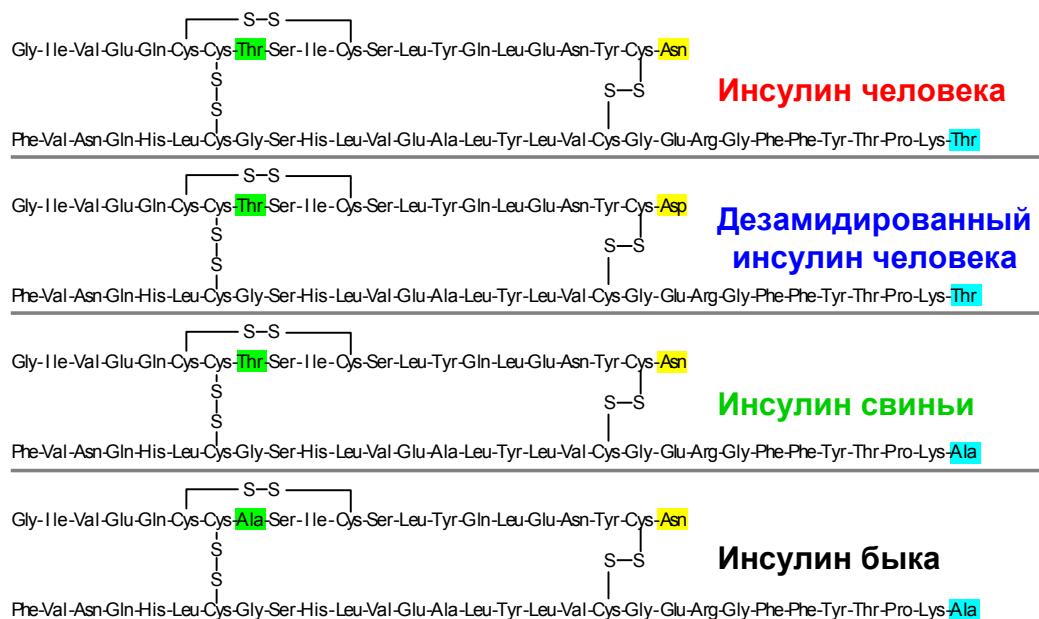 S–S
Gly-Ile-Val-Glu-Gln-Cys-Cys-Thr-Ser-Ile-Cys-Ser-Leu-Tyr-Gln-Leu-Glu-Asn-Tyr-Cys-Asn
S
S
S–S
Инсулин человека
Phe-Val-Asn-Gln-His-Leu-Cys-Gly-Ser-His-Leu-Val-Glu-Ala-Leu-Tyr-Leu-Val-Cys-Gly-Glu-Arg-Gly-Phe-Phe-Tyr-Thr-Pro-Lys-Thr
S–S
Gly-Ile-Val-Glu-Gln-Cys-Cys-Thr-Ser-Ile-Cys-Ser-Leu-Tyr-Gln-Leu-Glu-Asn-Tyr-Cys-Asp
S
S
S–S
Дезамидированный
инсулин человека
Phe-Val-Asn-Gln-His-Leu-Cys-Gly-Ser-His-Leu-Val-Glu-Ala-Leu-Tyr-Leu-Val-Cys-Gly-Glu-Arg-Gly-Phe-Phe-Tyr-Thr-Pro-Lys-Thr
S–S
Gly-Ile-Val-Glu-Gln-Cys-Cys-Thr-Ser-Ile-Cys-Ser-Leu-Tyr-Gln-Leu-Glu-Asn-Tyr-Cys-Asn
S
S
S–S
Инсулин свиньи
Phe-Val-Asn-Gln-His-Leu-Cys-Gly-Ser-His-Leu-Val-Glu-Ala-Leu-Tyr-Leu-Val-Cys-Gly-Glu-Arg-Gly-Phe-Phe-Tyr-Thr-Pro-Lys-Ala
S–S
Gly-Ile-Val-Glu-Gln-Cys-Cys-Ala-Ser-Ile-Cys-Ser-Leu-Tyr-Gln-Leu-Glu-Asn-Tyr-Cys-Asn
S
S
S–S
Инсулин быка
Phe-Val-Asn-Gln-His-Leu-Cys-Gly-Ser-His-Leu-Val-Glu-Ala-Leu-Tyr-Leu-Val-Cys-Gly-Glu-Arg-Gly-Phe-Phe-Tyr-Thr-Pro-Lys-Ala